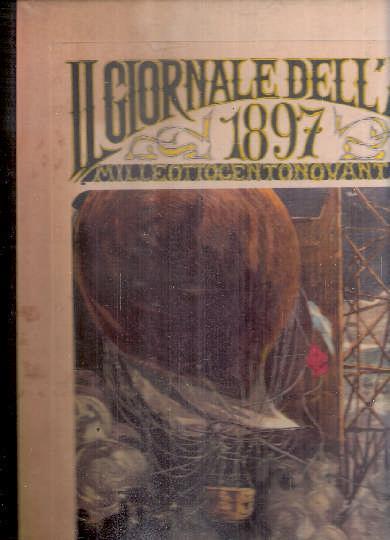 IL GIORNALE DELL'
1897
MILLEOTTOCENTONOVANT